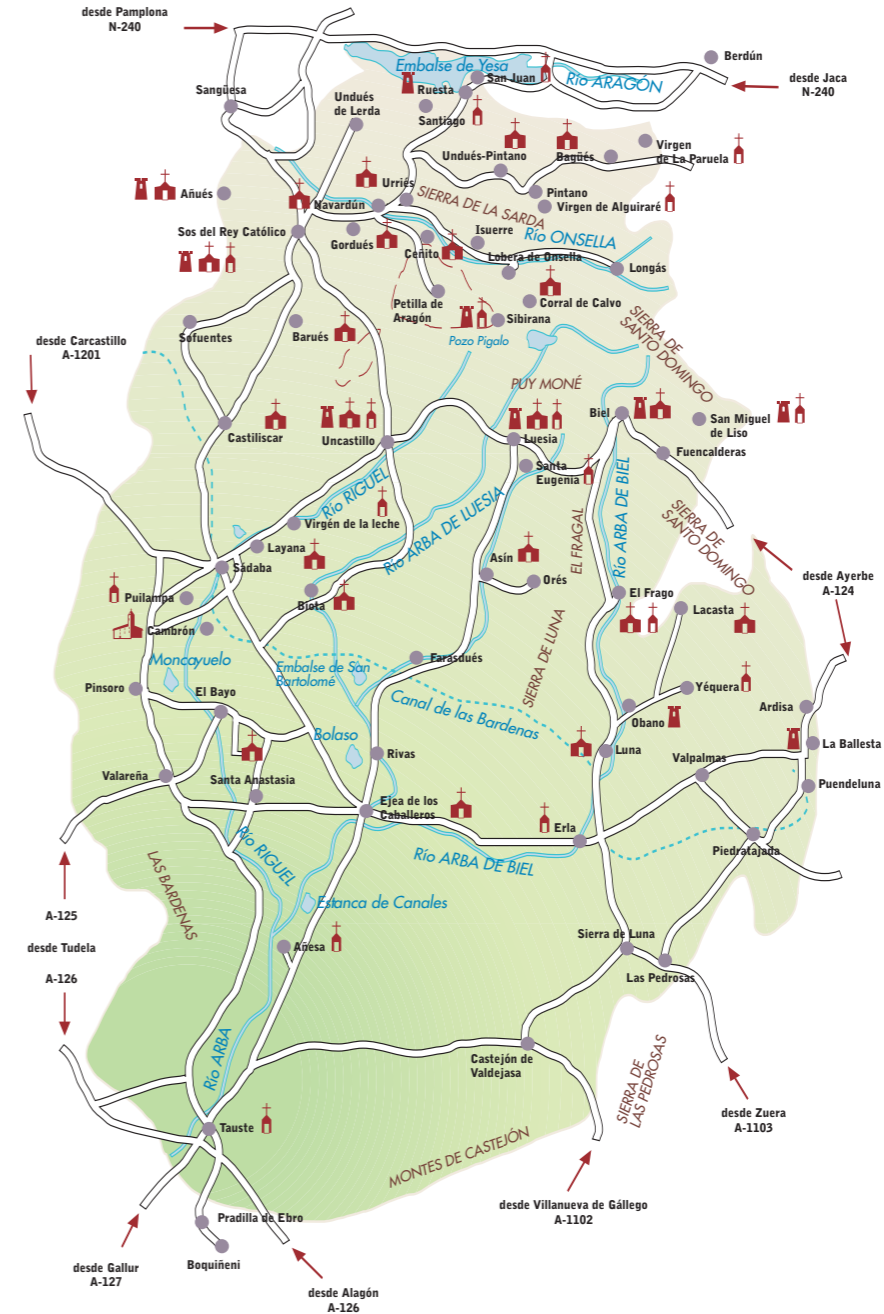 desde Pamplona
N-240
Berdún
Embalse de Yesa
San Juan
Río ARAGÓN
desde Jaca
N-240
Sangüesa
Undués
de Lerda
Ruesta
Santiago
Virgen
de La Paruela
Undués-Pintano
Bagüés
Urriés
Añués
Navardún
SIERRA DE LA SARDA
Pintano
Virgen de Alguiraré
Sos del Rey Católico
Gordués
Ceñito
Isuerre
Río ONSELLA
Lobera de Onsella
Longás
Petilla de
Aragón
Corral de Calvo
Sibirana
SIERRA DE
SANTO DOMINGO
desde Carcastillo
A-1201
Sofuentes
Barués
Pozo Pigalo
PUY MONÉ
Castiliscar
Uncastillo
Luesia
Biel
San Miguel
de Liso
Fuencalderas
Santa
Eugenia
Río RIGUEL
Virgén de la leche
Río ARBA DE LUESIA
EL FRAGAL
Río ARBA DE BIEL
SIERRA DE
SANTO DOMINGO
Layana
Sádaba
Asín
Orés
desde Ayerbe
A-124
Puilampa
Biota
El Frago
Lacasta
Cambrón
Moncayuelo
Embalse de San
Bartolomé
Farasdués
SIERRA DE LUNA
Pinsoro
El Bayo
Canal de las Bardenas
Yéquera
Obano
Ardisa
Bolaso
Rivas
Luna
La Ballesta
Valareña
Santa Anastasia
Valpalmas
Puendeluna
Ejea de los
Caballeros
Erla
Río RIGUEL
Río ARBA DE BIEL
Piedratajada
LAS BARDENAS
Estanca de Canales
A-125
desde Tudela
A-126
Añesa
Sierra de Luna
Las Pedrosas
Río ARBA
Castejón de
Valdejasa
SIERRA DE
LAS PEDROSAS
desde Zuera
A-1103
Tauste
MONTES DE CASTEJÓN
desde Villanueva de Gállego
A-1102
Pradilla de Ebro
Boquiñeni
desde Gallur
A-127
desde Alagón
A-126